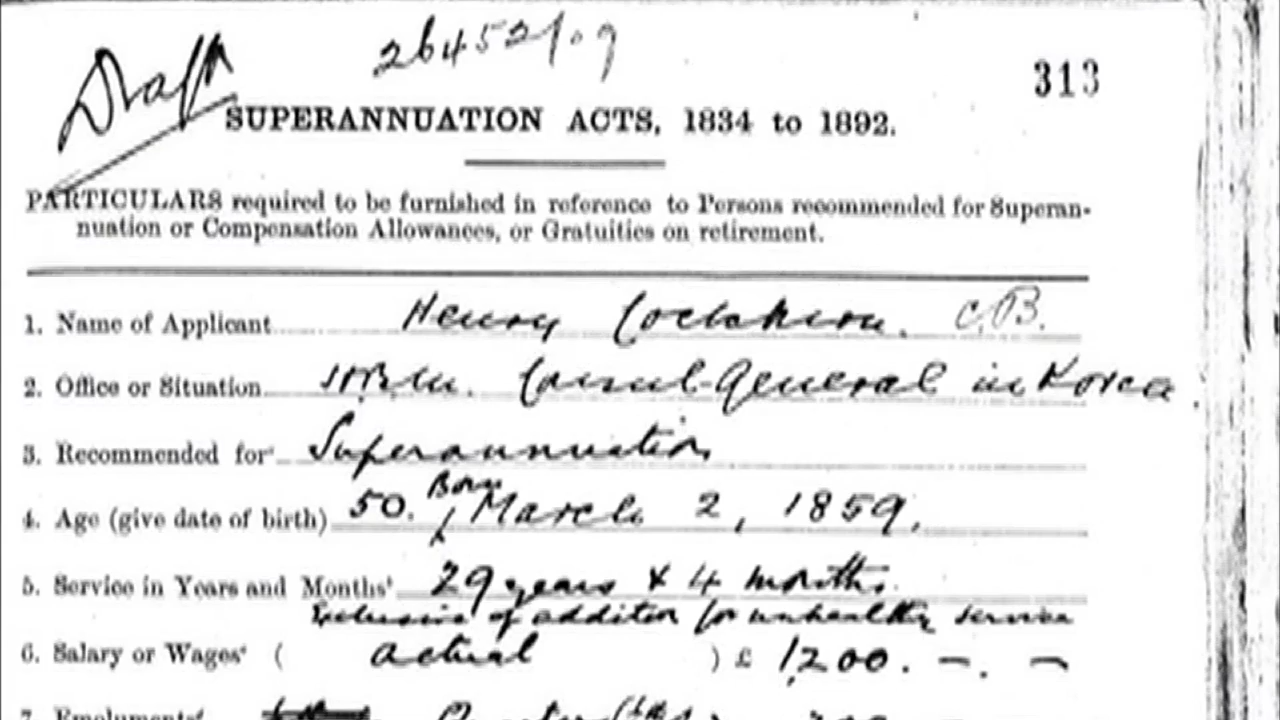 Draft
26452/09
313
SUPERANNUATION ACTS, 1834 to 1892.
PARTICULARS required to be furnished in reference to Persons recommended for Superan-
nuation or Compensation Allowances, or Gratuities on retirement.
1. Name of Applicant Henry Cockburn. C.B.
2. Office or Situation H.B.M. Consul-General in Korea.
3. Recommended for Superannuation
4. Age (give date of birth) 50. Born March 2, 1859.
5. Service in Years and Months 29 years & 4 months.
Exclusive of addition for unhealthy service
6. Salary or Wages ( actual ) £ 1,200. –. –
7. Emoluments